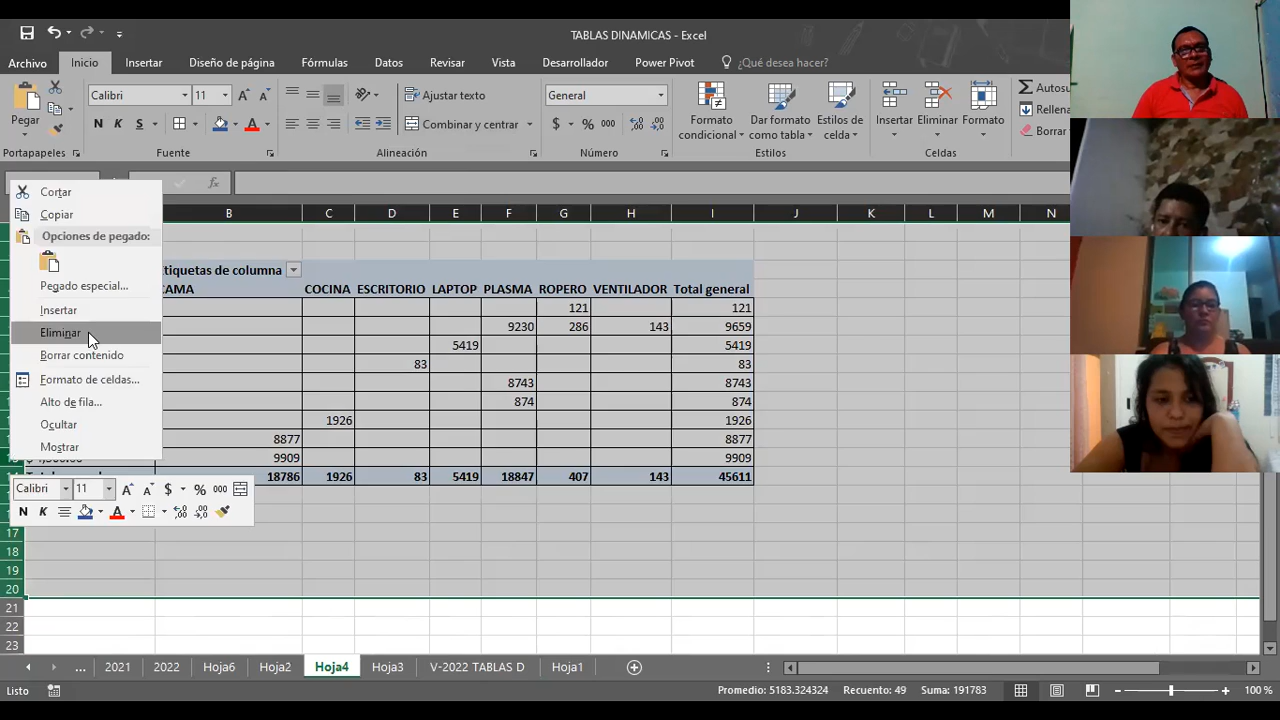 TABLAS DINAMICAS - Excel
Archivo Inicio Insertar Diseño de página Fórmulas Datos Revisar Vista Desarrollador Power Pivot ¿Qué desea hacer?
Pegar
Calibri 11
N K S
Ajustar texto
Combinar y centrar
General
$ % 000
Formato condicional
Dar formato como tabla
Estilos de celda
Insertar Eliminar Formato
Autosu
Rellena
Borrar
Portapapeles Fuente Alineación Número Estilos Celdas
fx
B C D E F G H I J K L M N
Cortar
Copiar
Opciones de pegado:
Pegado especial...
Insertar
Eliminar
Borrar contenido
Formato de celdas...
Alto de fila...
Ocultar
Mostrar
Calibri 11 $ % 000
N K
tiquetas de columna
CAMA COCINA ESCRITORIO LAPTOP PLASMA ROPERO VENTILADOR Total general
121 121
9230 286 143 9659
5419 5419
83 83
8743 8743
874 874
1926 1926
8877 8877
9909 9909
18786 1926 83 5419 18847 407 143 45611
17
18
19
20
21
22
23
... 2021 2022 Hoja6 Hoja2 Hoja4 Hoja3 V-2022 TABLAS D Hoja1
Listo Promedio: 5183.324324 Recuento: 49 Suma: 191783 100 %